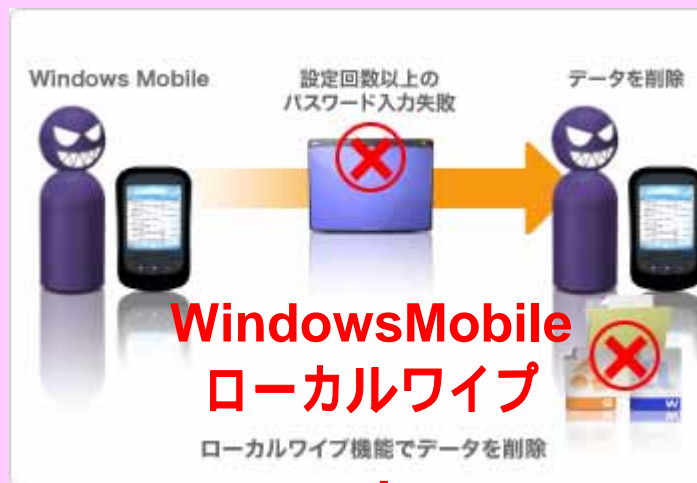 Windows Mobile
設定回数以上の
パスワード入力失敗
データを削除
WindowsMobile
ローカルワイプ
ローカルワイプ機能でデータを削除